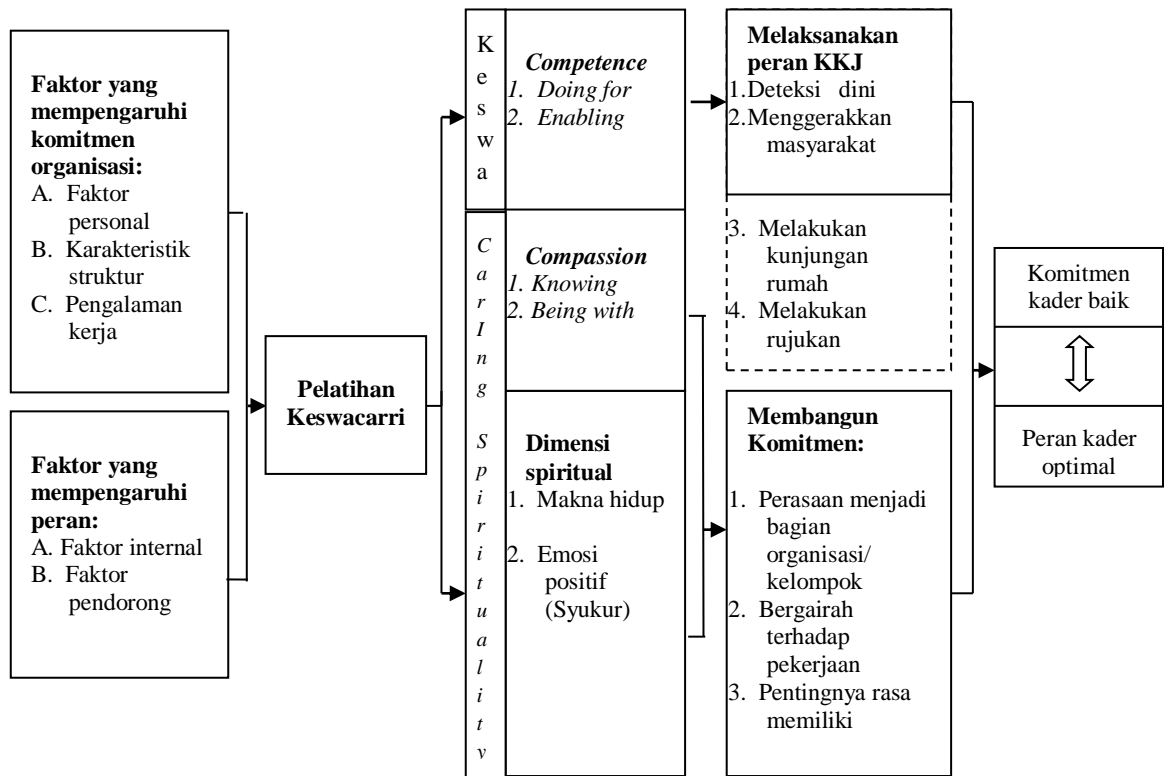 Faktor yang
mempengaruhi
komitmen
organisasi:
A. Faktor
personal
B. Karakteristik
struktur
C. Pengalaman
kerja
Faktor yang
mempengaruhi
peran:
A. Faktor internal
B. Faktor
pendorong
Pelatihan
Keswacarri
K
e
s
w
a
C
a
r
I
n
g
S
p
i
r
i
t
u
a
l
i
t
y
Competence
1. Doing for
2. Enabling
Compassion
1. Knowing
2. Being with
Dimensi
spiritual
1. Makna hidup
2. Emosi
positif
(Syukur)
Melaksanakan
peran KKJ
1.Deteksi dini
2.Menggerakkan
masyarakat
3. Melakukan
kunjungan
rumah
4. Melakukan
rujukan
Membangun
Komitmen:
1. Perasaan menjadi
bagian
organisasi/
kelompok
2. Bergairah
terhadap
pekerjaan
3. Pentingnya rasa
memiliki
Komitmen
kader baik
Peran kader
optimal